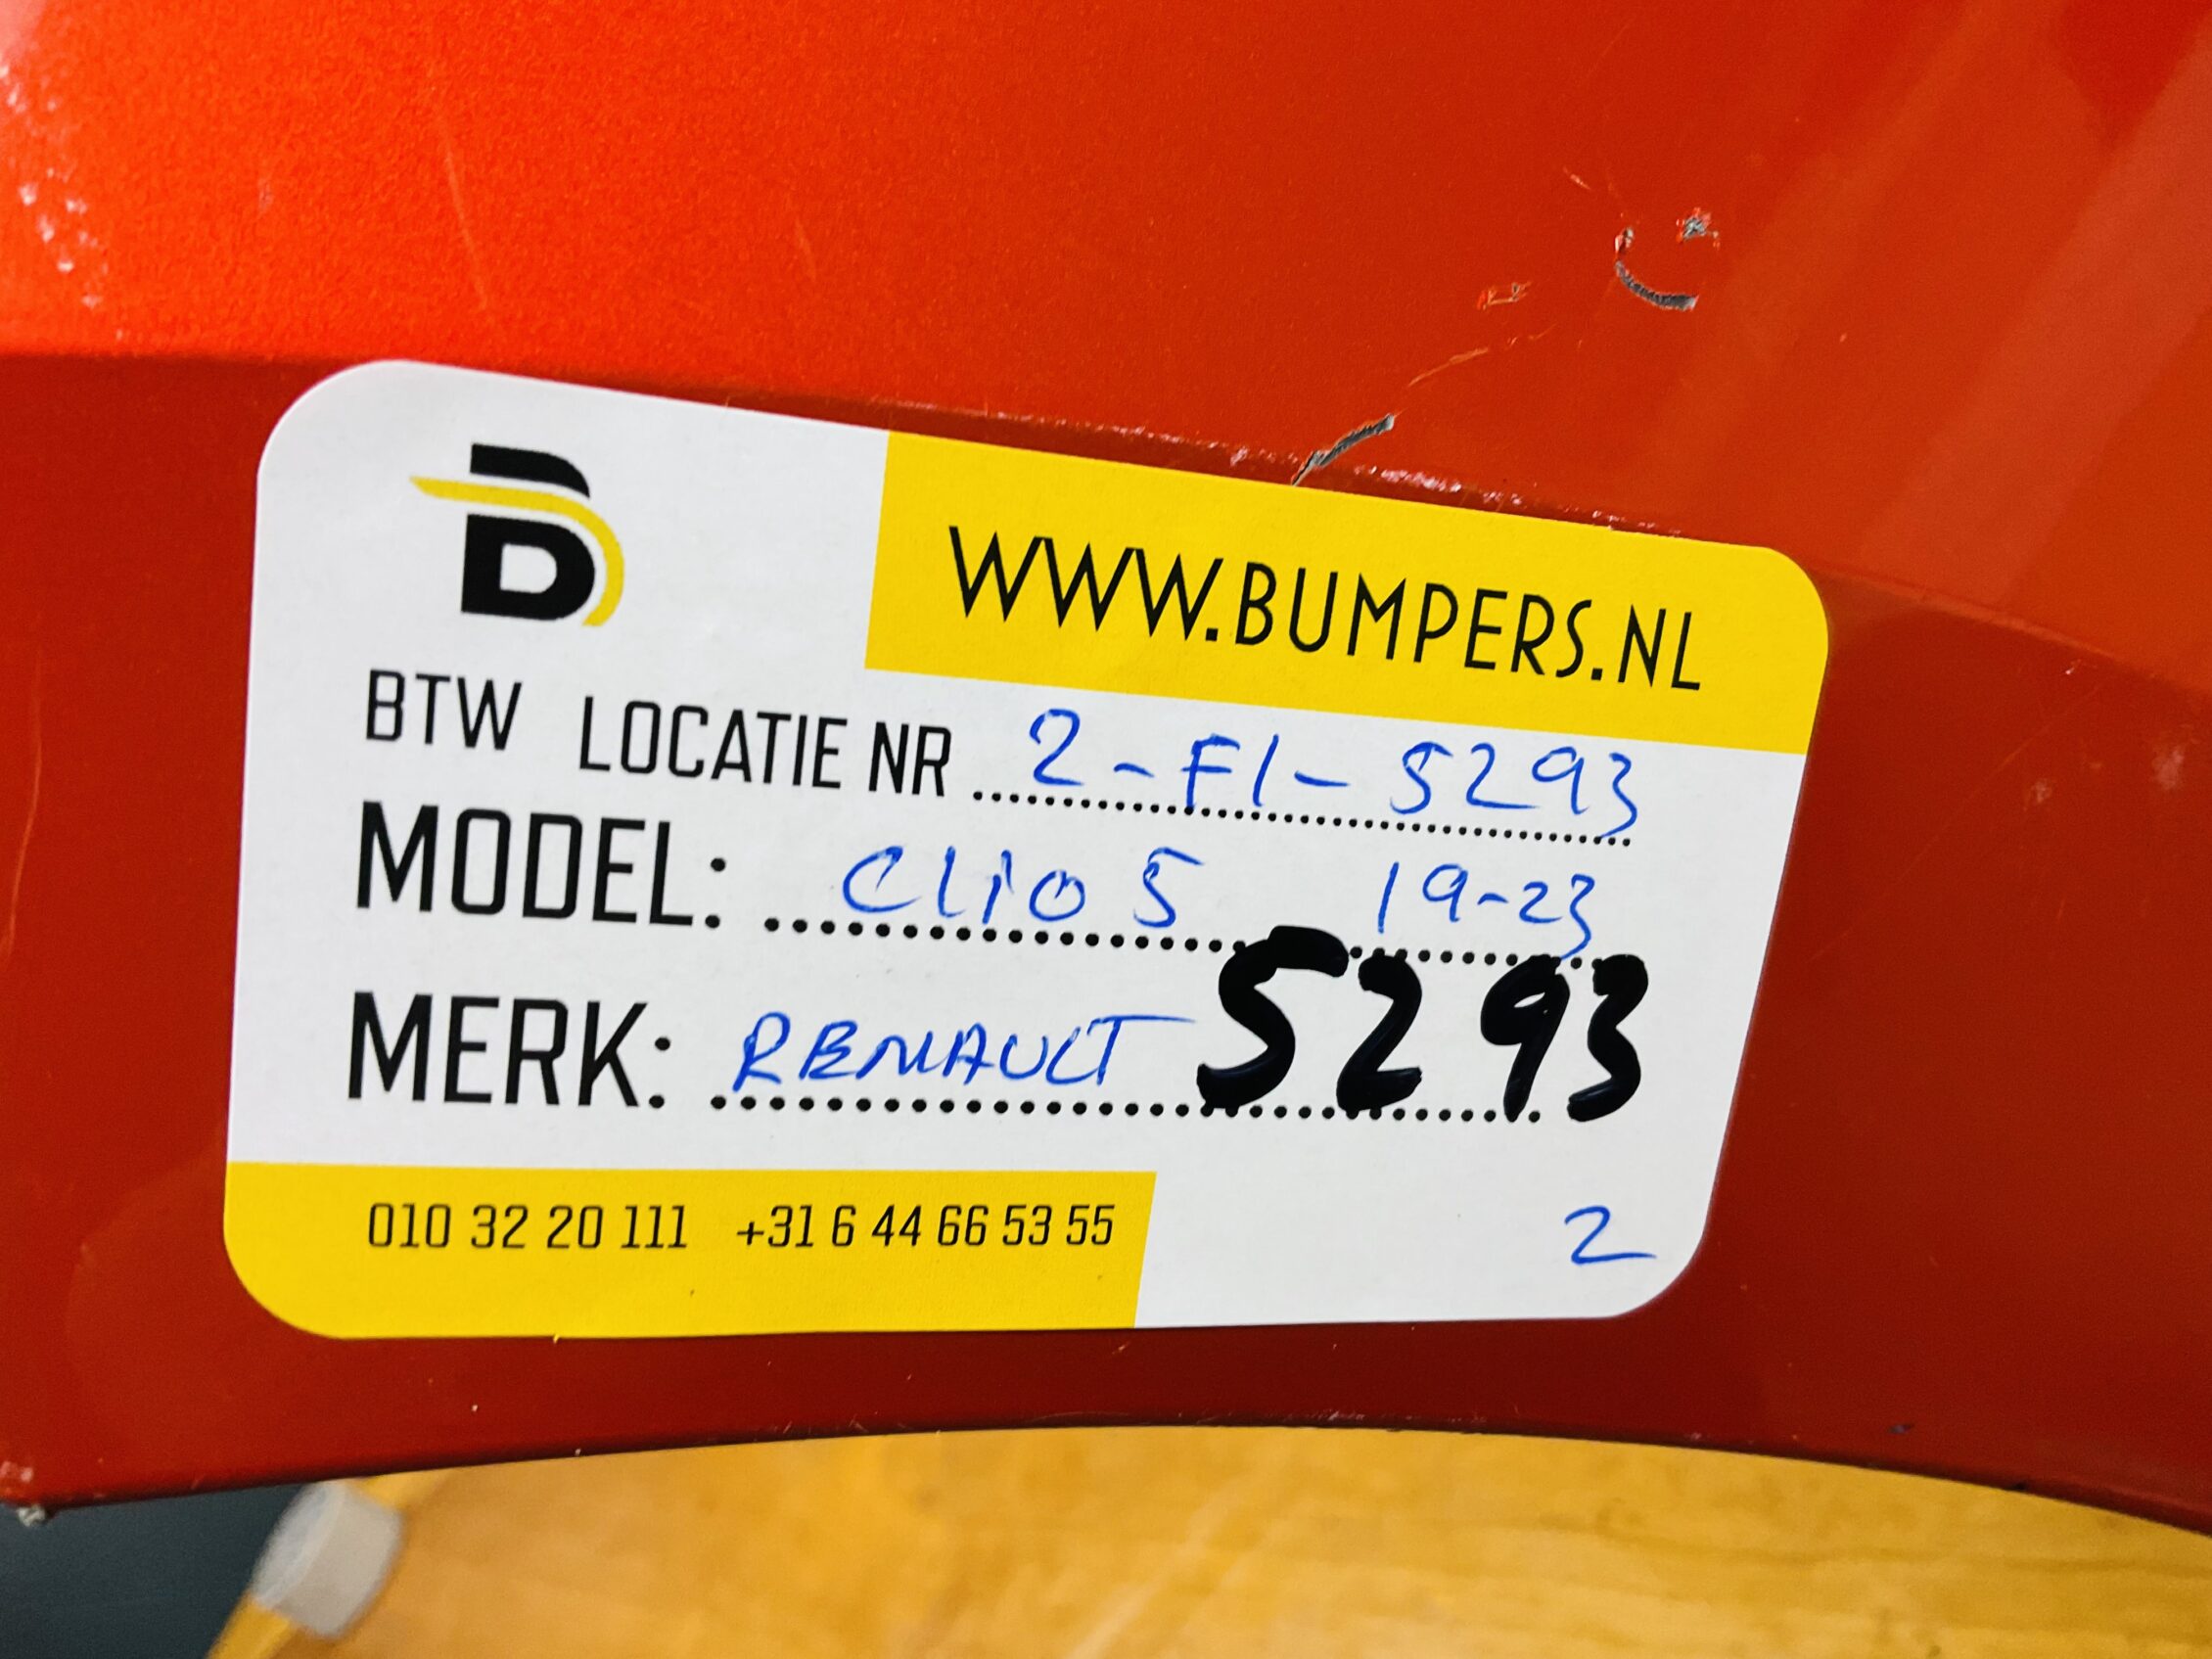 B
WWW.BUMPERS.NL
BTW LOCATIE NR 2-F1-5293
MODEL: Clio 5 19-23
MERK: RENAULT 5293
010 32 20 111 +31 6 44 66 53 55
2